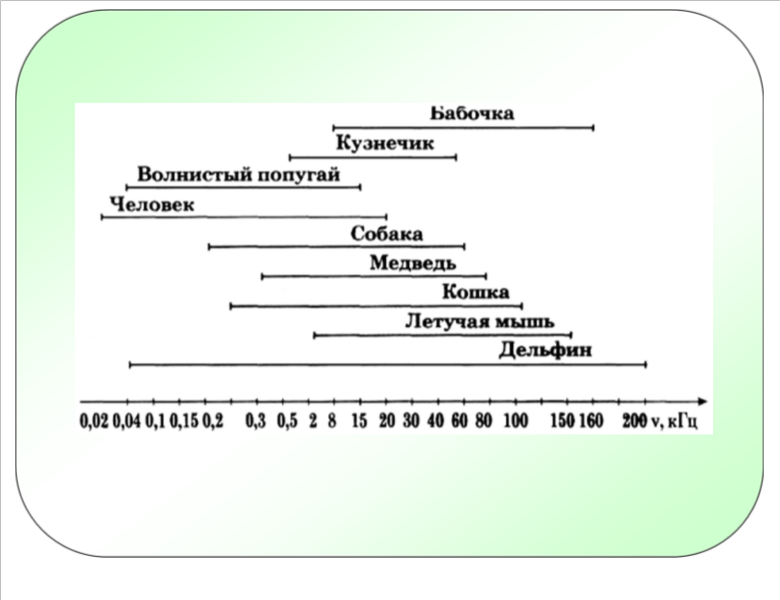 Бабочка
Кузнечик
Волнистый попугай
Человек
Собака
Медведь
Кошка
Летучая мышь
Дельфин
0,02 0,04 0,1 0,15 0,2 0,3 0,5 2 8 15 20 30 40 60 80 100 150 160 200 ν, кГц